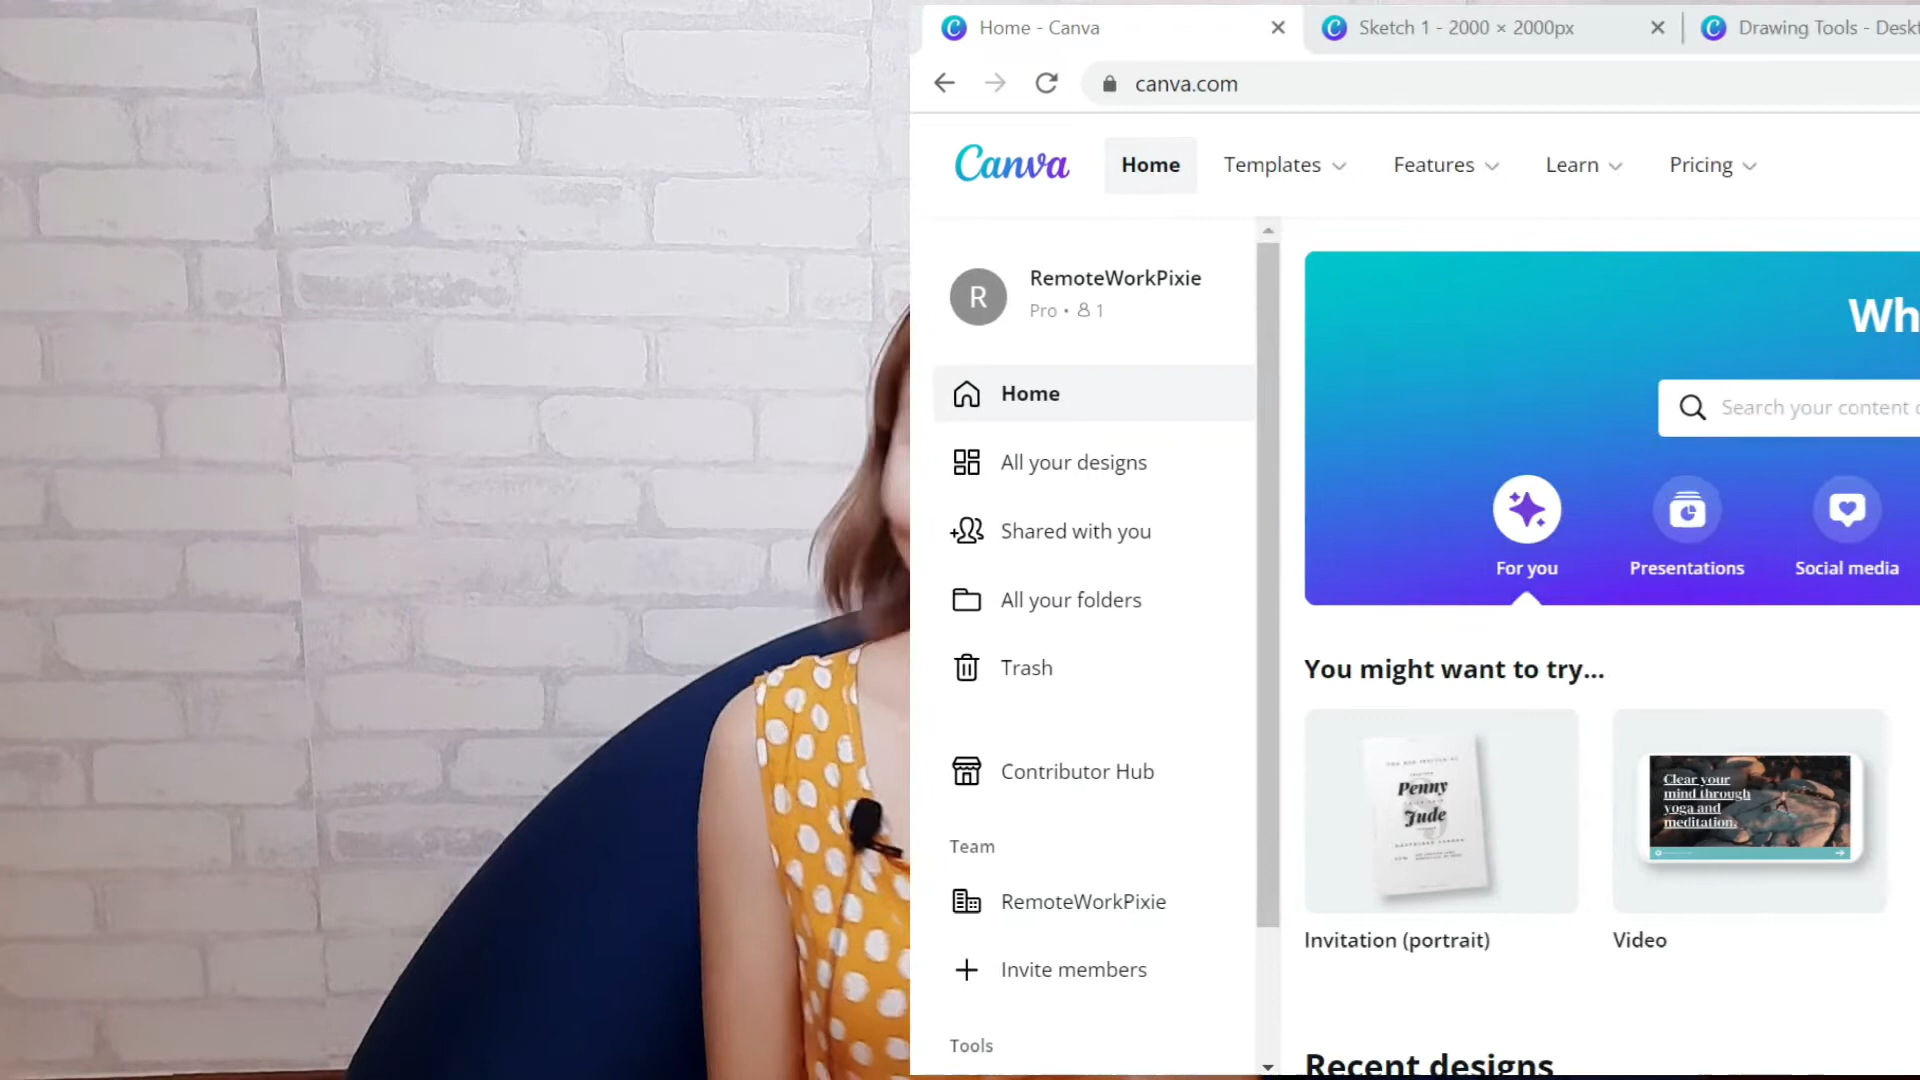 Home - Canva
Sketch 1 - 2000 × 2000px
Drawing Tools - Deskt
canva.com
Canva
Home
Templates
Features
Learn
Pricing
R
RemoteWorkPixie
Pro • 1
Home
All your designs
Shared with you
All your folders
Trash
Contributor Hub
Team
RemoteWorkPixie
Invite members
Tools
Wh
Search your content
For you
Presentations
Social media
You might want to try...
Penny
Jude
Invitation (portrait)
Clear your
mind through
yoga and
meditation.
Video
Recent designs